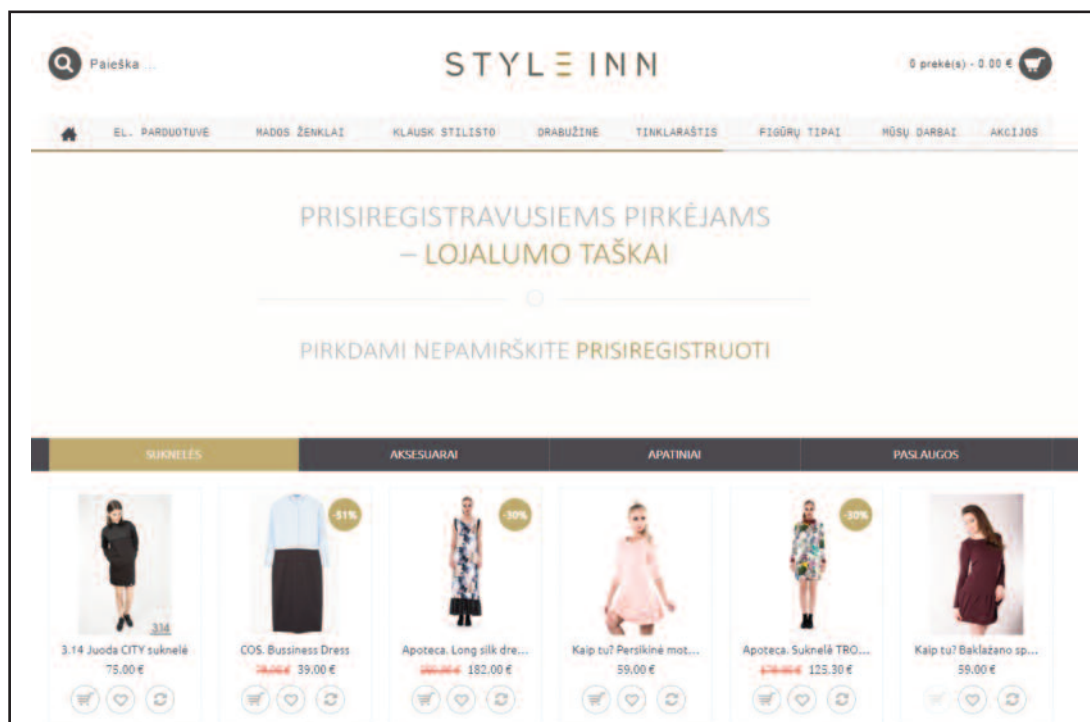 Paieška ...
STYLE INN
0 prekė(s) - 0.00 €
EL. PARDUOTUVĖ MADOS ŽENKLAI KLAUSK STILISTO DRABUŽINĖ TINKLARAŠTIS FIGŪRŲ TIPAI MŪSŲ DARBAI AKCIJOS
PRISIREGISTRAVUSIEMS PIRKĖJAMS
– LOJALUMO TAŠKAI
PIRKDAMI NEPAMIRŠKITE PRISIREGISTRUOTI
SUKNELĖS AKSESUARAI APATINIAI PASLAUGOS
314
-51%
-30%
-30%
3.14 Juoda CITY suknelė
75.00 €
COS. Bussiness Dress
39.00 €
Apoteca. Long silk dre...
182.00 €
Kaip tu? Persikinė mot...
59.00 €
Apoteca. Suknelė TRO...
125.30 €
Kaip tu? Baklažano sp...
59.00 €